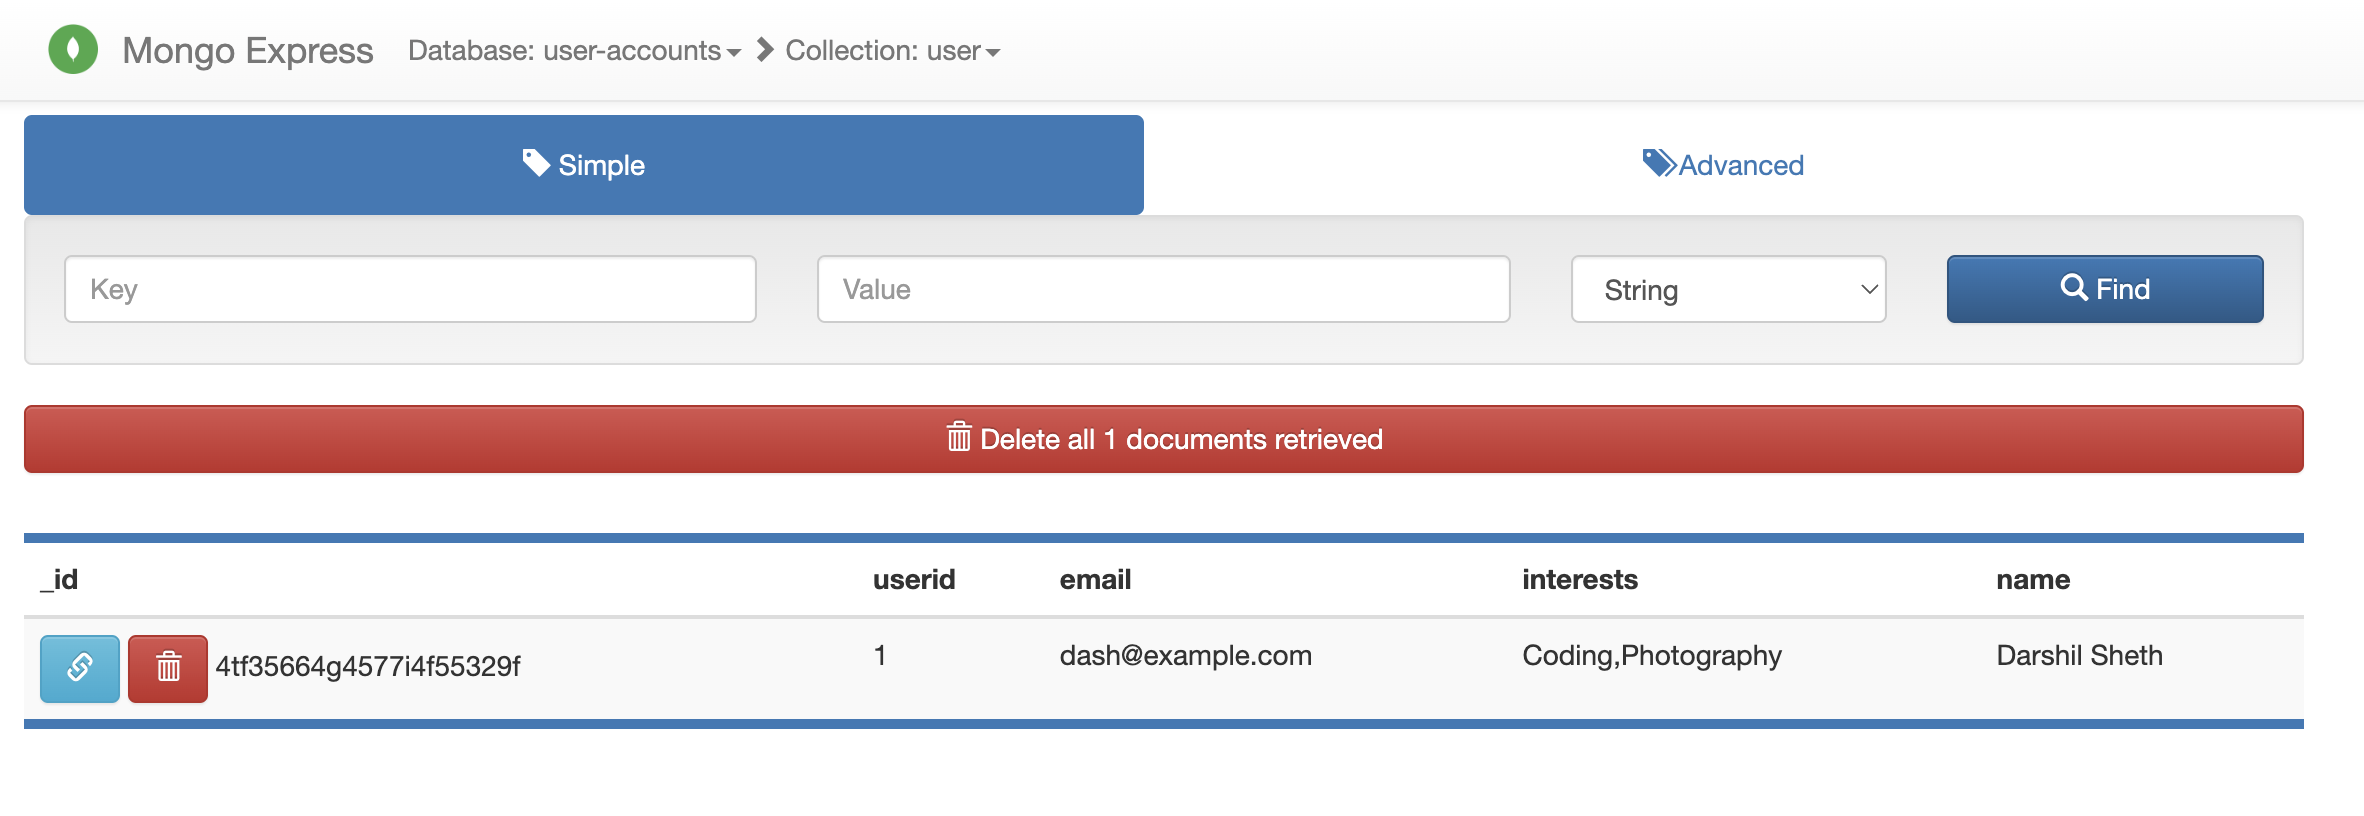 Mongo Express Database: user-accounts Collection: user
Simple Advanced
Key Value String Find
Delete all 1 documents retrieved
_id userid email interests name
4tf35664g4577i4f55329f 1 dash@example.com Coding,Photography Darshil Sheth